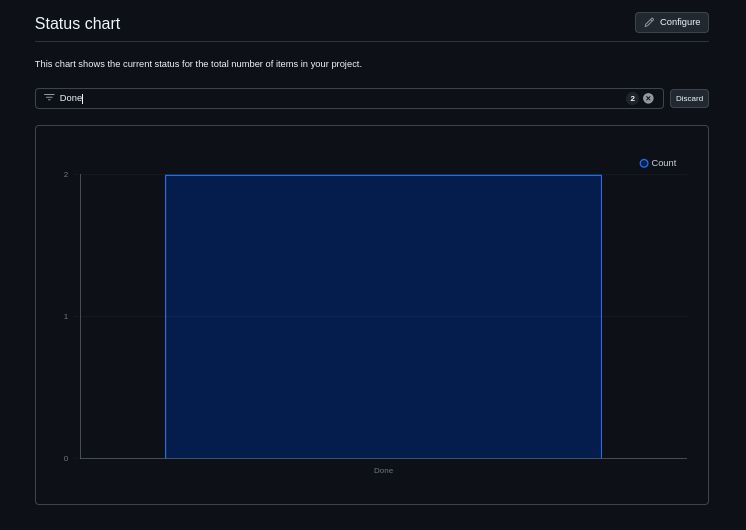 Status chart
Configure
This chart shows the current status for the total number of items in your project.
Done 2
Discard
Count
2
1
0
Done